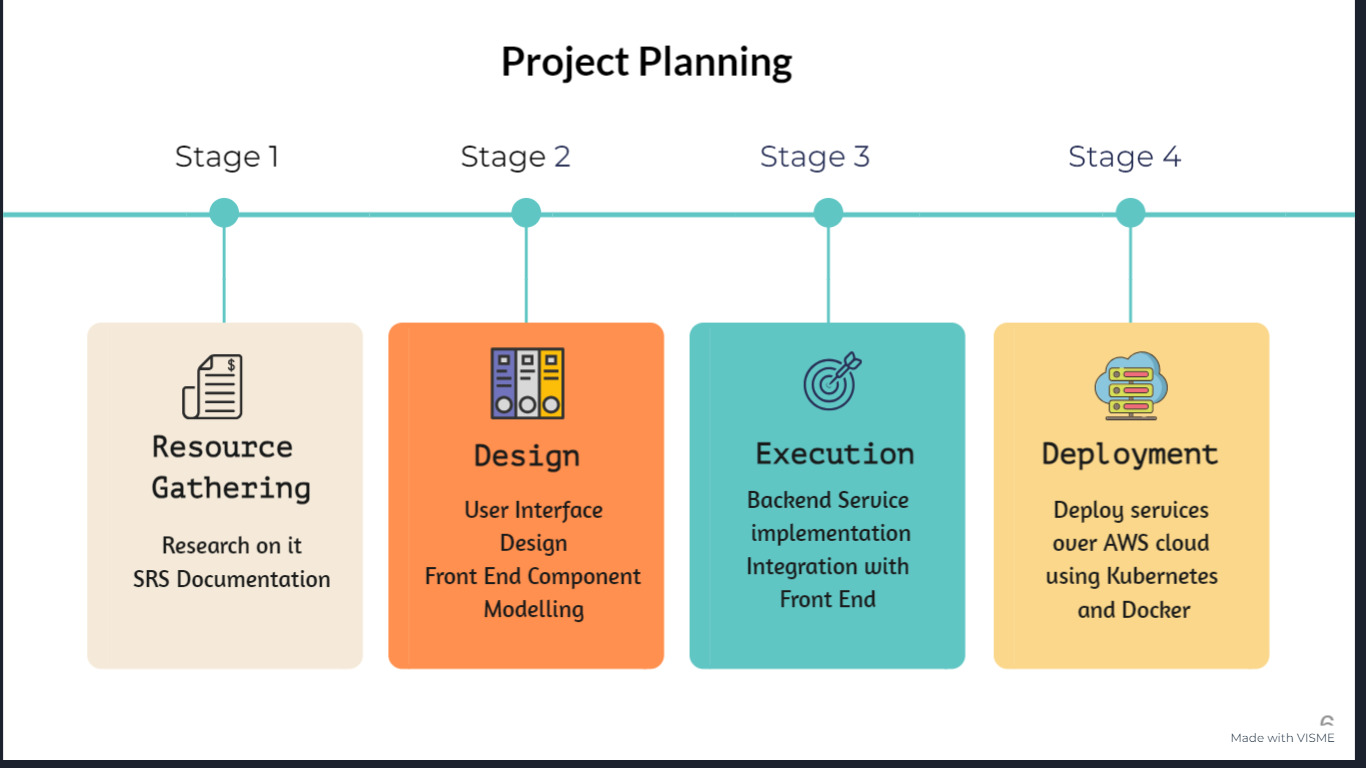 Project Planning
Stage 1
Stage 2
Stage 3
Stage 4
$
Resource
Gathering
Research on it
SRS Documentation
Design
User Interface
Design
Front End Component
Modelling
Execution
Backend Service
implementation
Integration with
Front End
Deployment
Deploy services
over AWS cloud
using Kubernetes
and Docker
6
Made with VISME